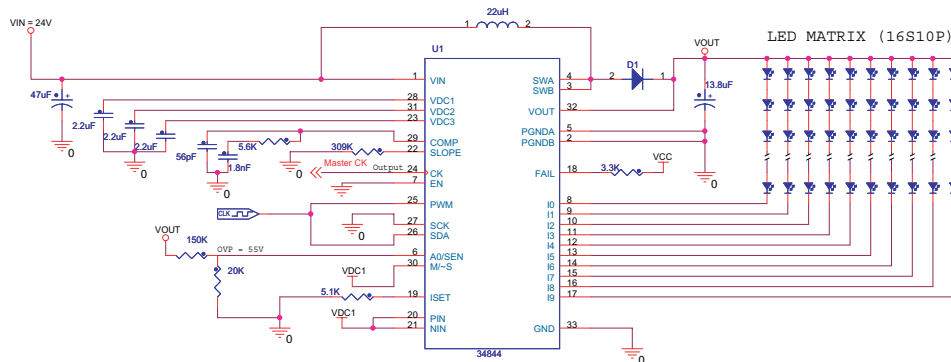 22uH
1 2
VIN = 24V
LED MATRIX (16S10P)
VOUT
U1
D1
1 VIN
SWA 4
SWB 3
2 1
47uF
13.8uF
28 VDC1
31 VDC2
23 VDC3
VOUT 32
2.2uF
2.2uF
2.2uF
PGNDA 5
PGNDB 2
0
0
56pF
1.8nF
5.6K
29 COMP
309K
22 SLOPE
0
0
0
Master CK
Output
24 CK
7 EN
FAIL 18
3.3K
VCC
0
CLK
25 PWM
27 SCK
26 SDA
0
I0 8
I1 9
I2 10
I3 11
I4 12
I5 13
I6 14
I7 15
I8 16
I9 17
VOUT
150K
OVP = 55V
6 A0/SEN
30 M/~S
20K
VDC1
5.1K
19 ISET
VDC1
20 PIN
21 NIN
0
GND 33
0
34844